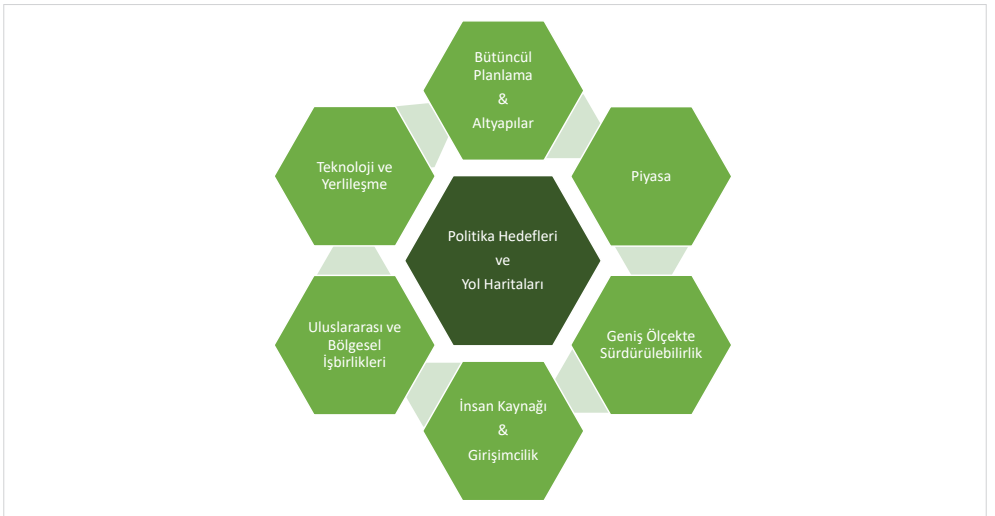 Bütüncül
Planlama
&
Altyapılar
Piyasa
Geniş Ölçekte
Sürdürülebilirlik
İnsan Kaynağı
&
Girişimcilik
Uluslararası ve
Bölgesel
İşbirlikleri
Teknoloji ve
Yerlileşme
Politika Hedefleri
ve
Yol Haritaları